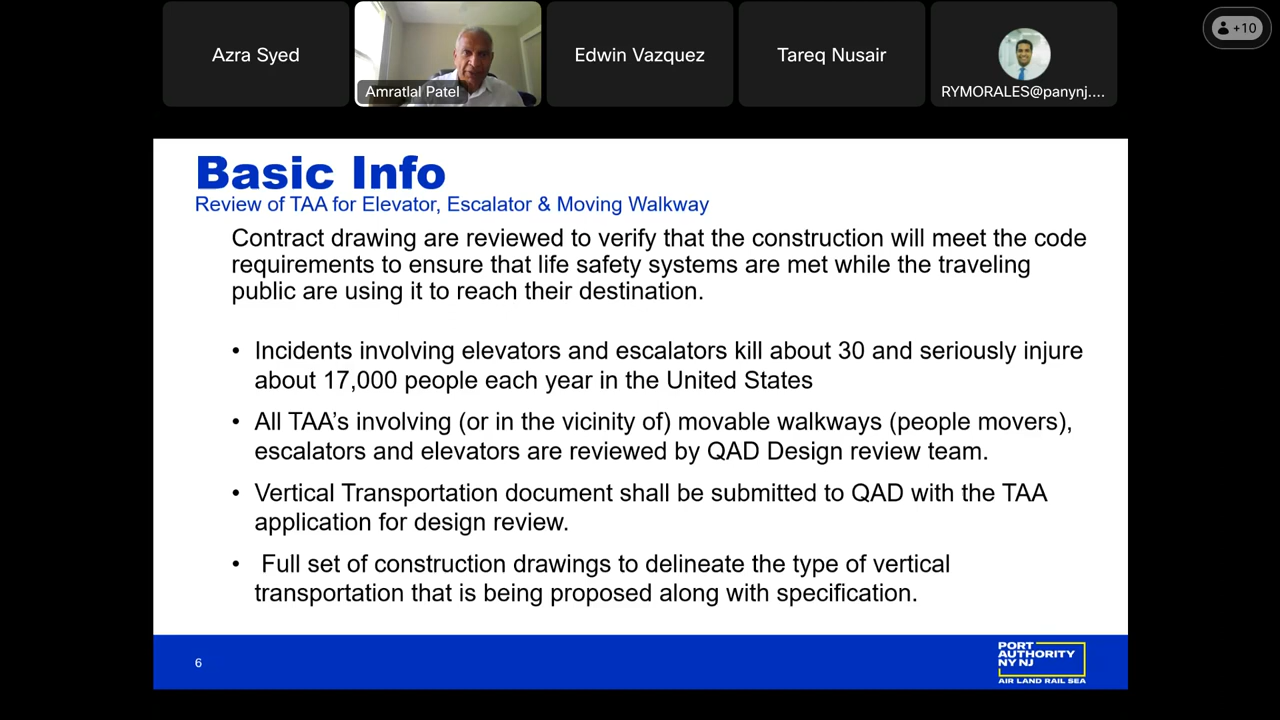 Azra Syed
Amratlal Patel
Edwin Vazquez
Tareq Nusair
RYMORALES@panynj....
+10
Basic Info
Review of TAA for Elevator, Escalator & Moving Walkway
Contract drawing are reviewed to verify that the construction will meet the code
requirements to ensure that life safety systems are met while the traveling
public are using it to reach their destination.
• Incidents involving elevators and escalators kill about 30 and seriously injure
about 17,000 people each year in the United States
• All TAA's involving (or in the vicinity of) movable walkways (people movers),
escalators and elevators are reviewed by QAD Design review team.
• Vertical Transportation document shall be submitted to QAD with the TAA
application for design review.
• Full set of construction drawings to delineate the type of vertical
transportation that is being proposed along with specification.
6
PORT
AUTHORITY
NY NJ
AIR LAND RAIL SEA